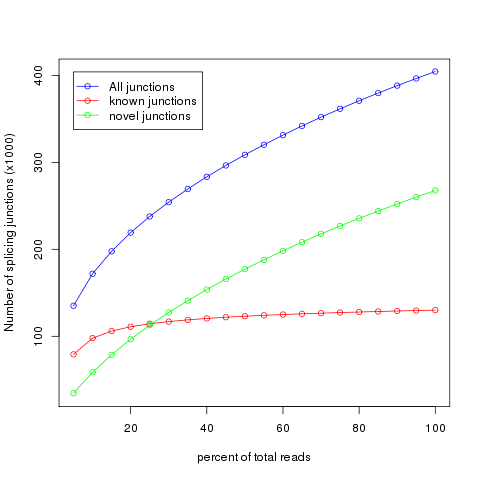 All junctions
known junctions
novel junctions
Number of splicing junctions (x1000)
400
300
200
100
20 40 60 80 100
percent of total reads